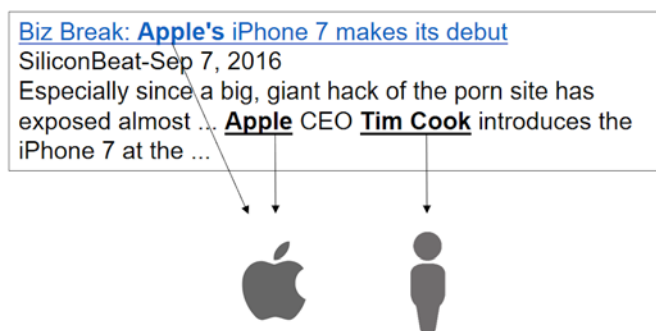 Biz Break: Apple's iPhone 7 makes its debut
SiliconBeat-Sep 7, 2016
Especially since a big, giant hack of the porn site has
exposed almost ... Apple CEO Tim Cook introduces the
iPhone 7 at the ...